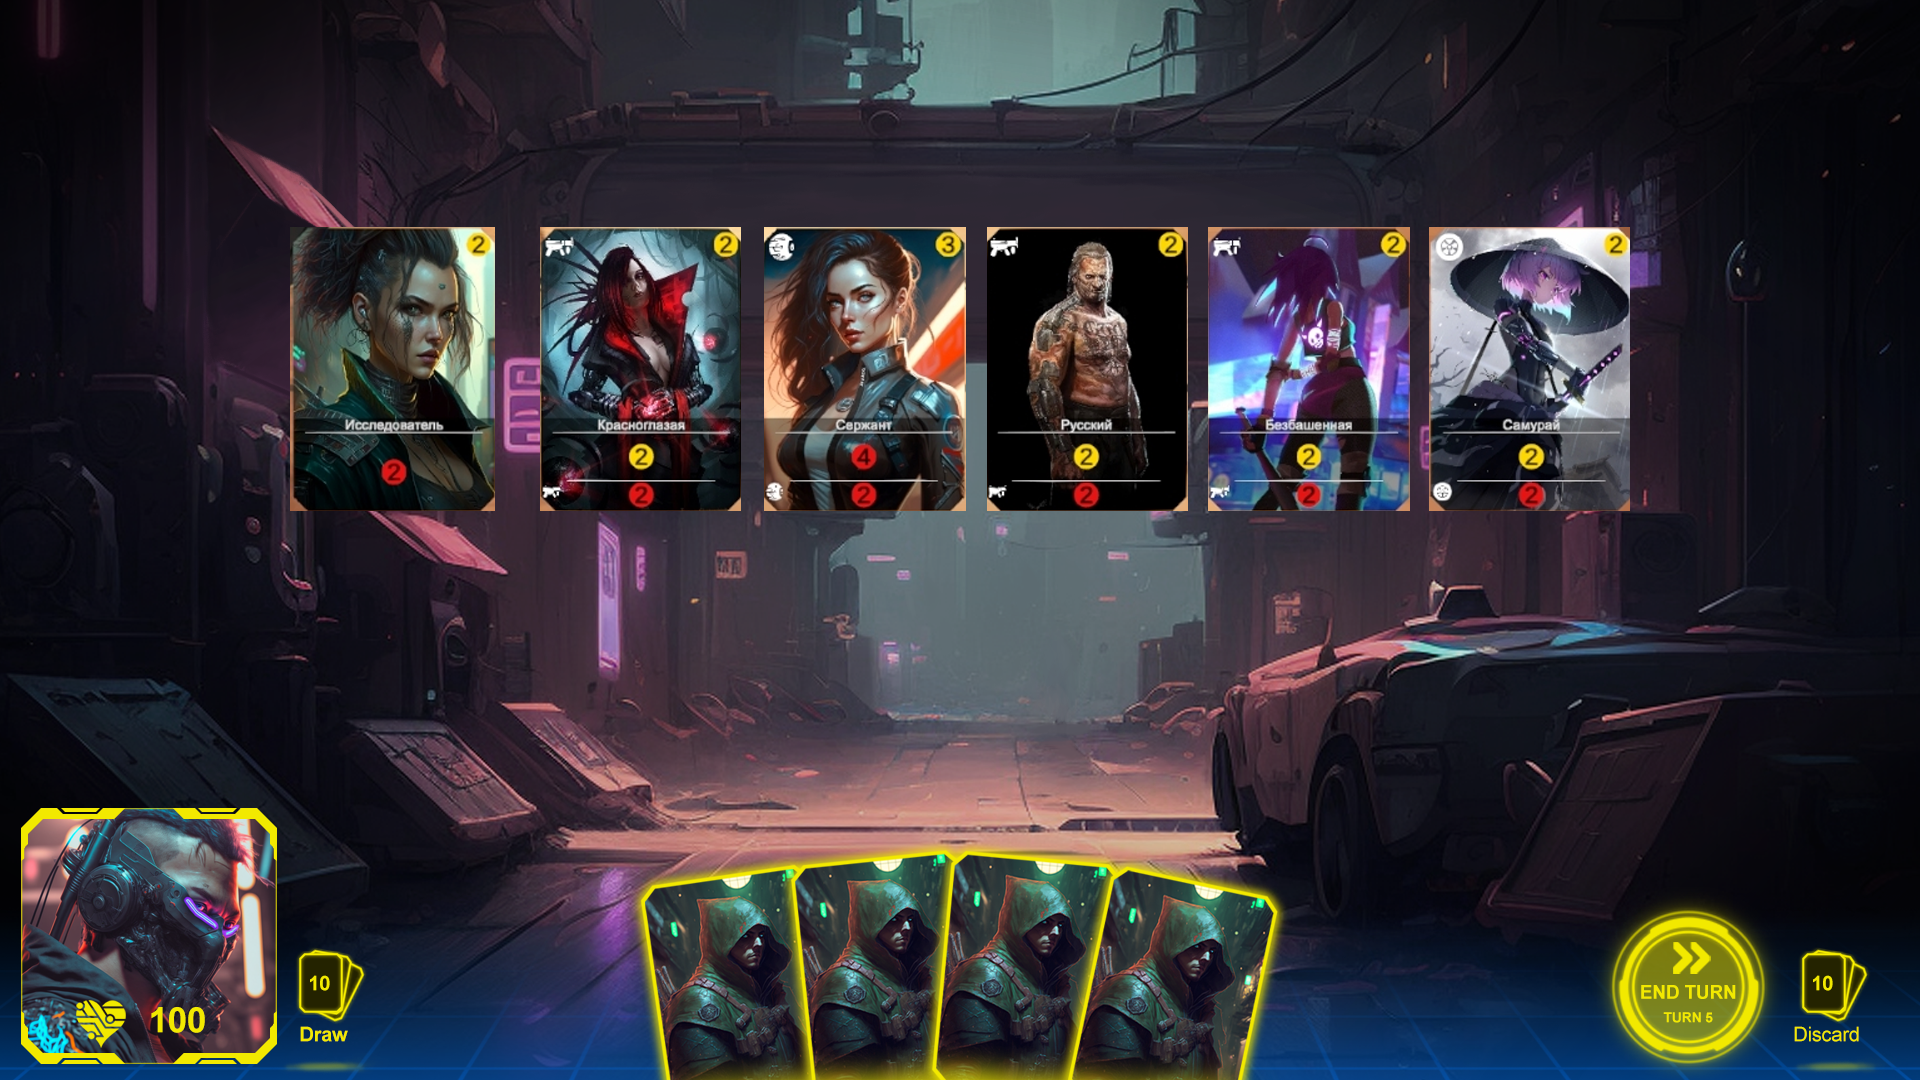 2
Исследователь
2
2
Красноглазая
2
2
3
Сержант
4
2
2
Русский
2
2
2
Безбашенная
2
2
2
Самурай
2
2
100
10
Draw
END TURN
TURN 5
10
Discard